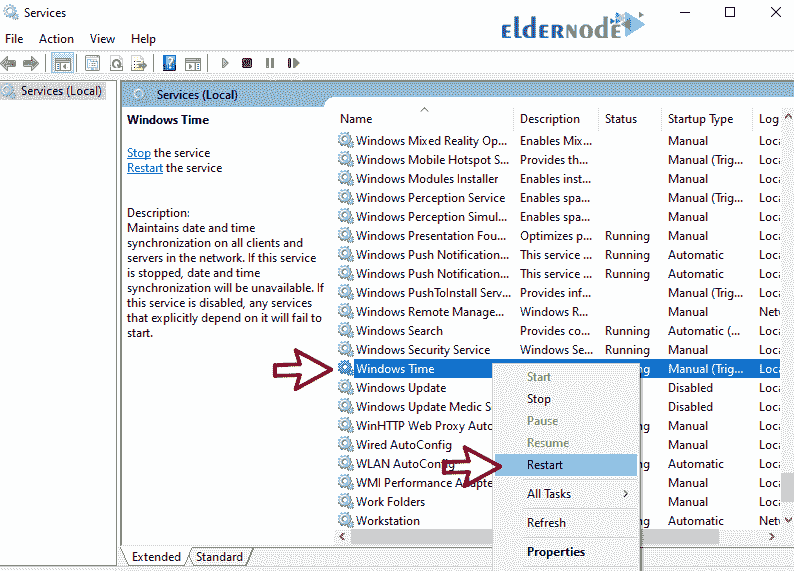 Services
ELDERNODE
File Action View Help
Services (Local)
Services (Local)
Windows Time
Stop the service
Restart the service
Description:
Maintains date and time
synchronization on all clients and
servers in the network. If this service
is stopped, date and time
synchronization will be unavailable. If
this service is disabled, any services
that explicitly depend on it will fail to
start.
Name Description Status Startup Type Log
Windows Mixed Reality Op... Enables Mix... Manual Loca
Windows Mobile Hotspot S... Provides th... Manual (Trig... Loca
Windows Modules Installer Enables inst... Manual Loca
Windows Perception Service Enables spa... Manual (Trig... Loca
Windows Perception Simul... Enables spa... Manual Loca
Windows Presentation Fou... Optimizes p... Running Manual Loca
Windows Push Notification... This service ... Running Automatic Loca
Windows Push Notification... This service ... Running Automatic Loca
Windows PushToInstall Serv... Provides inf... Manual (Trig... Loca
Windows Remote Manage... Windows R... Manual Netw
Windows Search Provides co... Running Automatic (... Loca
Windows Security Service Windows Se... Running Manual Loca
Windows Time ng Manual (Trig... Loca
Windows Update Disabled Loca
Windows Update Medic S Disabled Loca
WinHTTP Web Proxy Auto ng Manual Loca
Wired AutoConfig Manual Loca
WLAN AutoConfig ng Automatic Loca
WMI Performance Adapte Manual Loca
Work Folders Manual Loca
Workstation ng Automatic Netw
Start
Stop
Pause
Resume
Restart
All Tasks
Refresh
Properties
Extended Standard